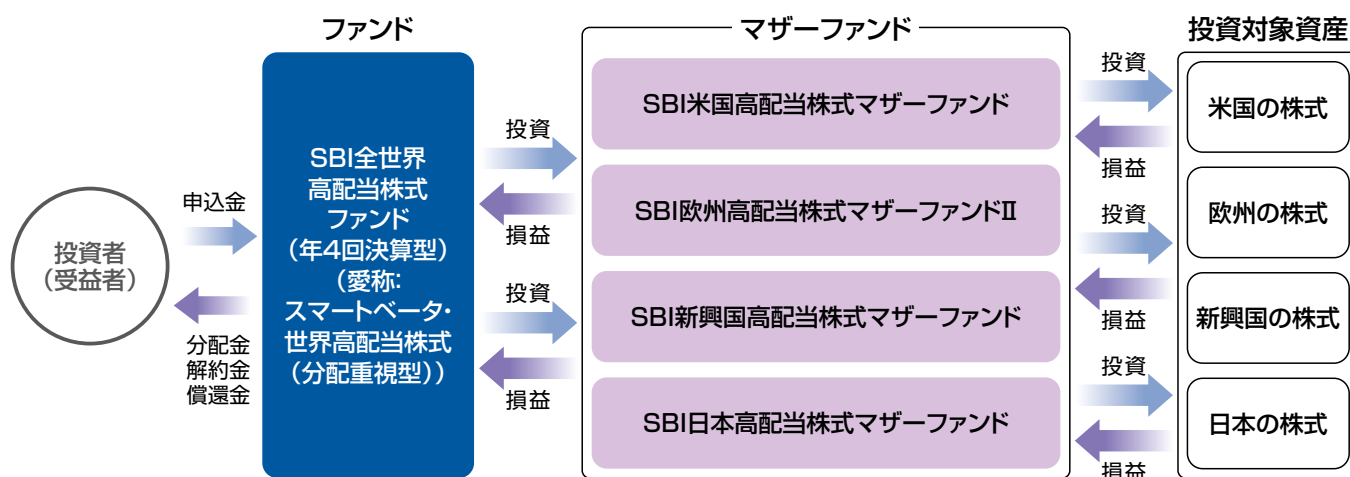 ファンド
マザーファンド
投資対象資産
投資者
(受益者)
申込金
分配金
解約金
償還金
SBI全世界
高配当株式
ファンド
(年4回決算型)
(愛称:
スマートベータ・
世界高配当株式
(分配重視型))
投資
損益
投資
損益
SBI米国高配当株式マザーファンド
SBI欧州高配当株式マザーファンドⅡ
SBI新興国高配当株式マザーファンド
SBI日本高配当株式マザーファンド
投資
損益
投資
損益
投資
損益
米国の株式
欧州の株式
新興国の株式
日本の株式